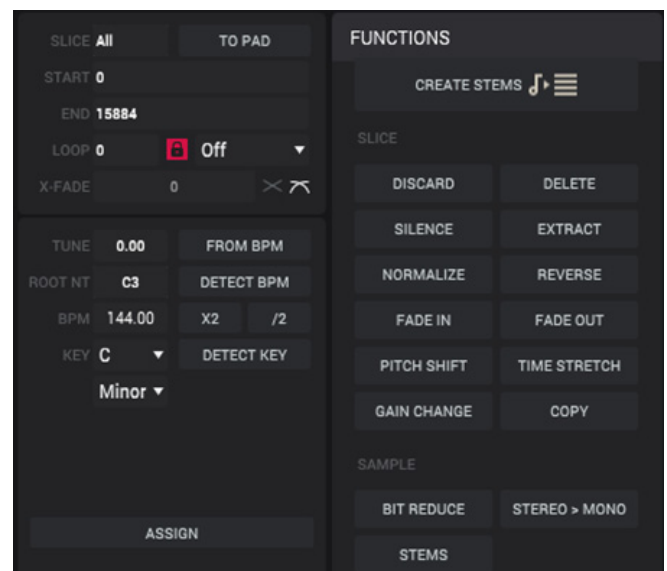 SLICE All TO PAD
START 0
END 15884
LOOP 0 Off
X-FADE 0
TUNE 0.00 FROM BPM
ROOT NT C3 DETECT BPM
BPM 144.00 X2 /2
KEY C DETECT KEY
Minor
ASSIGN
FUNCTIONS
CREATE STEMS
SLICE
DISCARD DELETE
SILENCE EXTRACT
NORMALIZE REVERSE
FADE IN FADE OUT
PITCH SHIFT TIME STRETCH
GAIN CHANGE COPY
SAMPLE
BIT REDUCE STEREO > MONO
STEMS